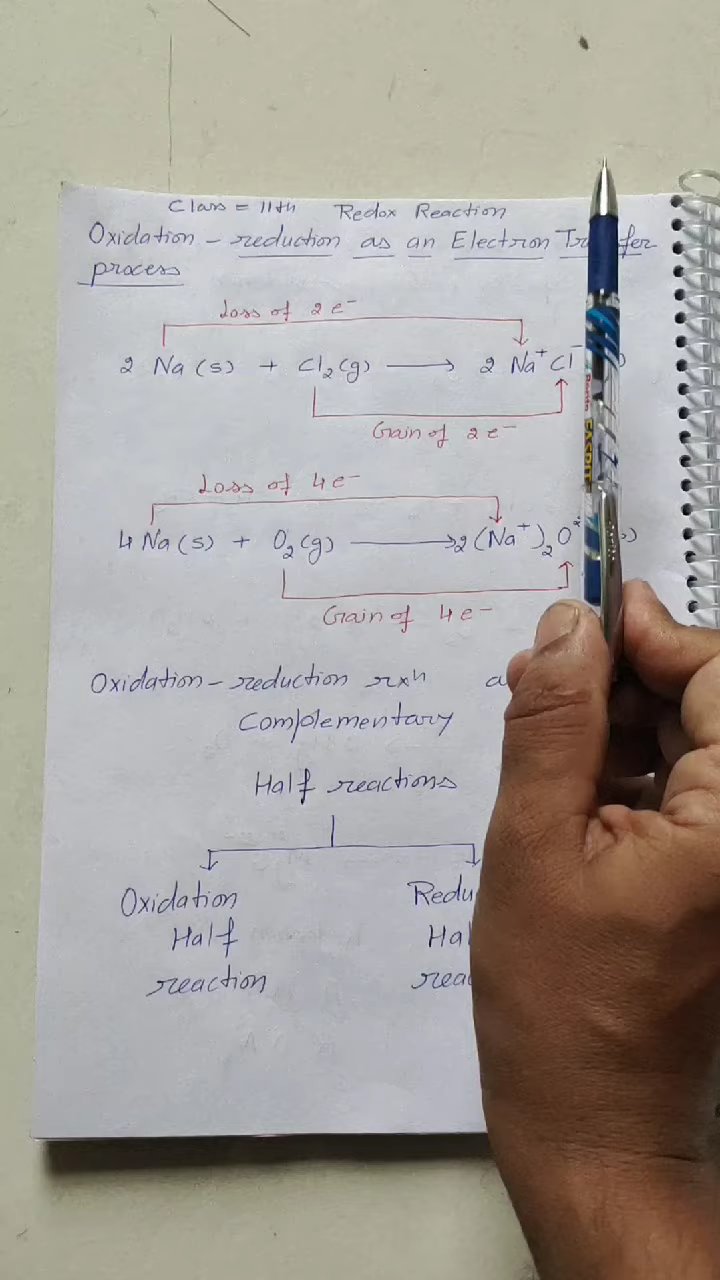 Class = 11th Redox Reaction
Oxidation - reduction as an Electron
process
Loss of 2e⁻
2 Na(s) + Cl₂(g) ⟶ 2 Na⁺Cl⁻
Gain of 2e⁻
Loss of 4e⁻
4 Na(s) + O₂(g) ⟶ 2(Na⁺)₂O
Gain of 4e⁻
Oxidation - reduction rxn
Complementary
Half reactions
Oxidation
Half
reaction